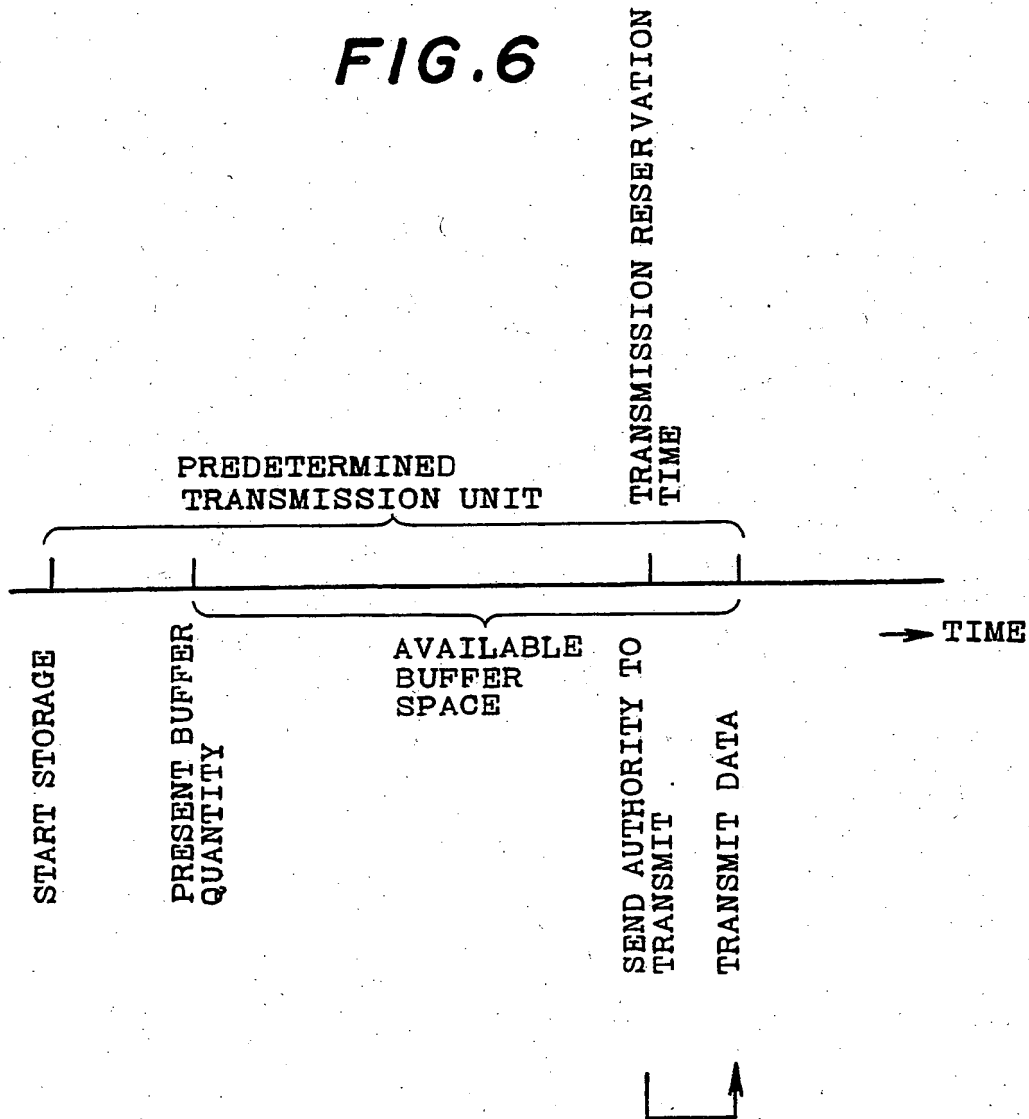 FIG.6
TRANSMISSION RESERVATION
TIME
PREDETERMINED
TRANSMISSION UNIT
AVAILABLE
BUFFER
SPACE
→ TIME
START STORAGE
PRESENT BUFFER
QUANTITY
SEND AUTHORITY TO
TRANSMIT
TRANSMIT DATA